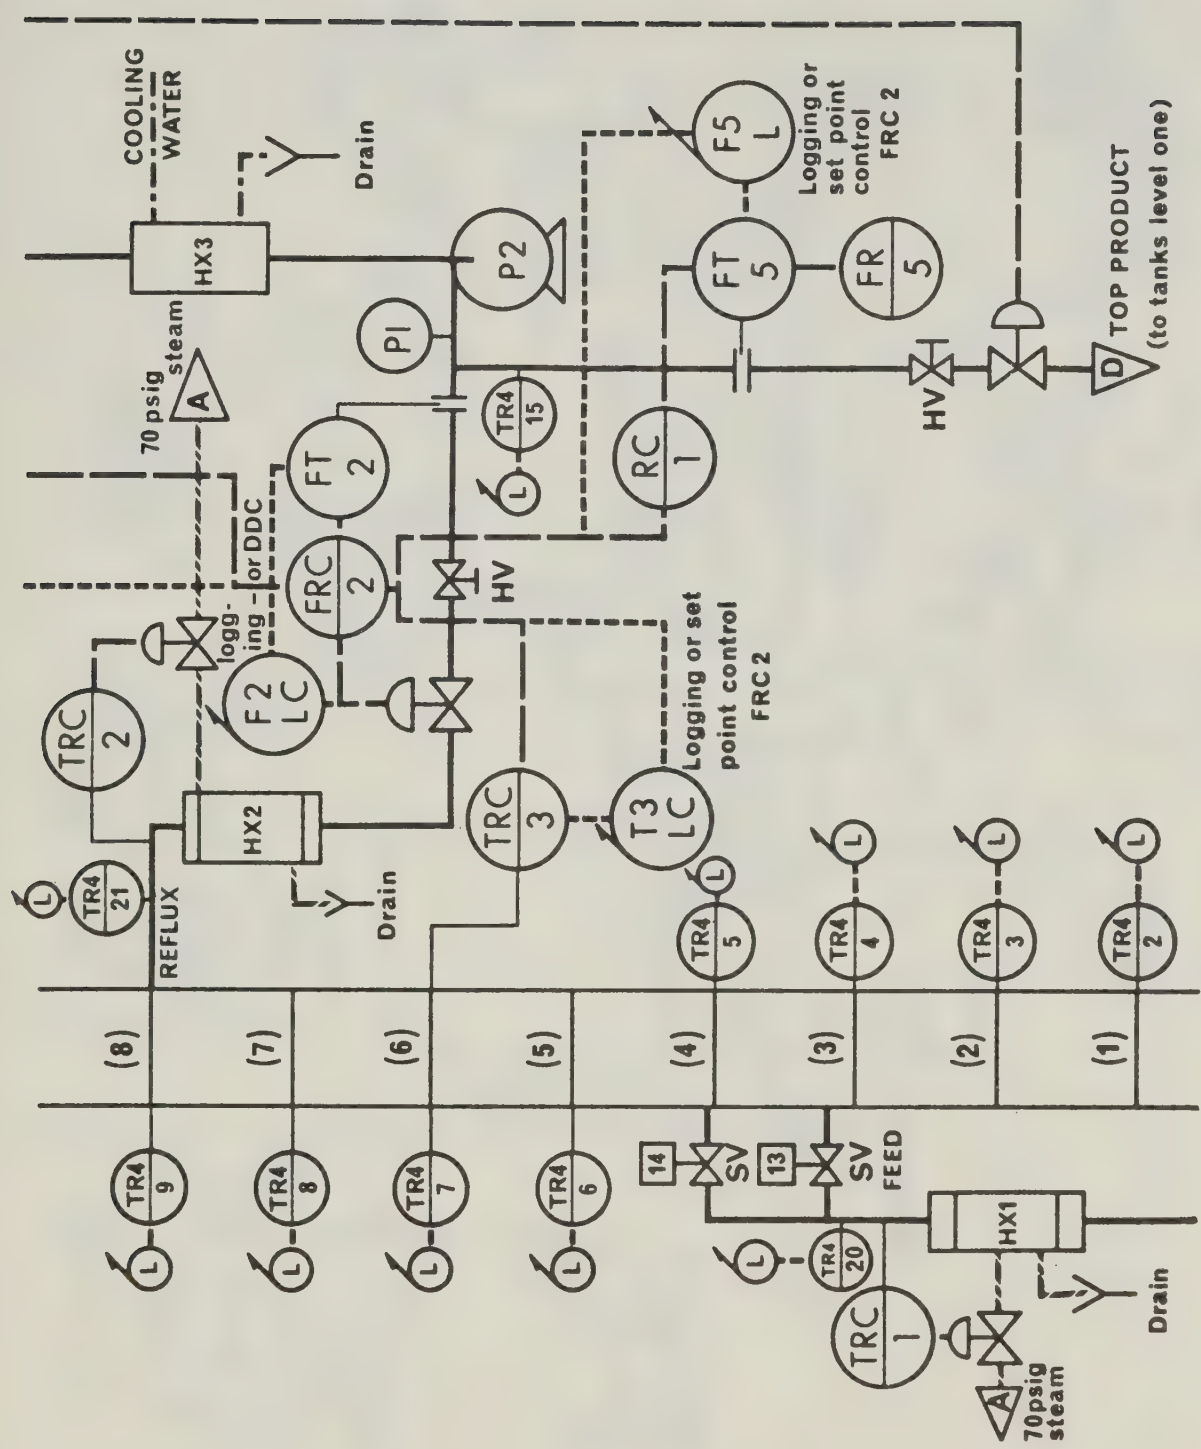 COOLING
WATER
HX3
Drain
70 psig
steam
A
P2
PI
F5
L
Logging or
set point
control
FRC 2
FT
5
FR
5
FT
2
TR4
15
L
RC
1
HV
D
TOP PRODUCT
(to tanks level one)
logg-
ing - or DDC
FRC
2
HV
TRC
2
F2
LC
TRC
3
T3
LC
Logging or set
point control
FRC 2
HX2
Drain
L
TR4
21
REFLUX
L
TR4
5
L
TR4
4
L
TR4
3
L
TR4
2
(8)
(7)
(6)
(5)
(4)
(3)
(2)
(1)
TR4
9
L
TR4
8
L
TR4
7
L
TR4
6
L
14
SV
13
SV
FEED
L
TR4
20
TRC
1
HX1
Drain
A
70psig
steam